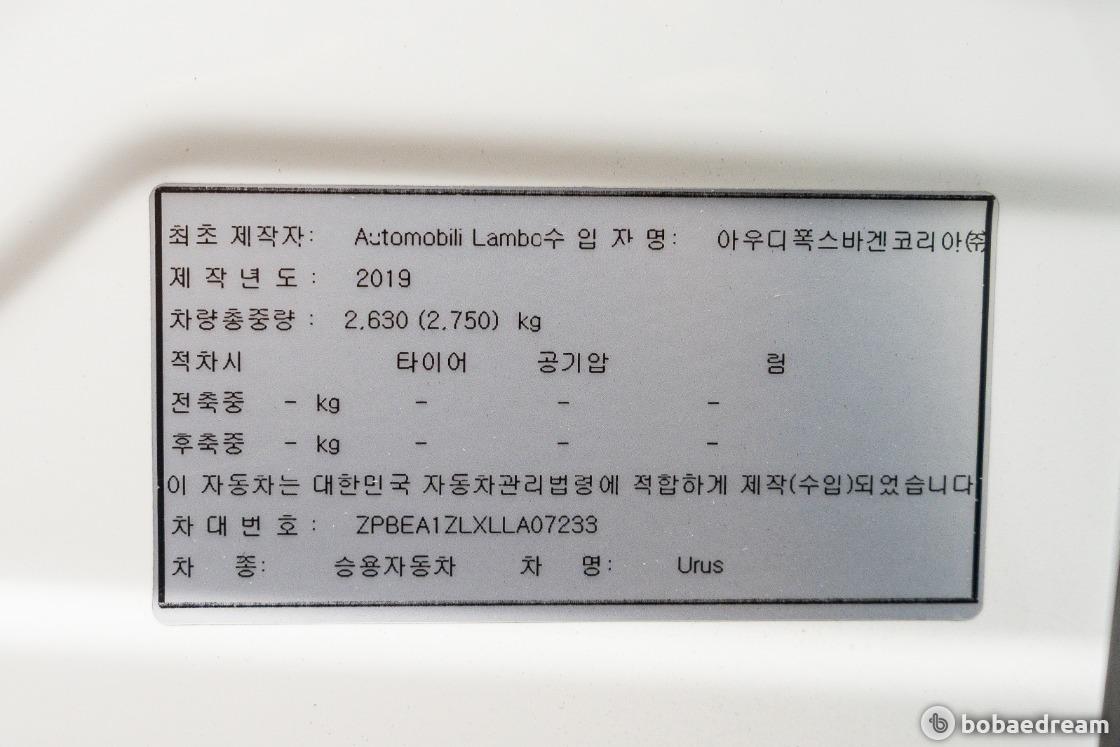 최초 제작자: Automobili Lambo수 입 자 명: 아우디폭스바겐코리아㈜
제 작 년 도 : 2019
차량총중량 : 2,630 (2,750) kg
적차시 타이어 공기압 림
전축중 - kg - - -
후축중 - kg - - -
이 자동차는 대한민국 자동차관리법령에 적합하게 제작(수입)되었습니다
차 대 번 호 : ZPBEA1ZLXLLA07233
차 종: 승용자동차 차 명: Urus
bobaedream